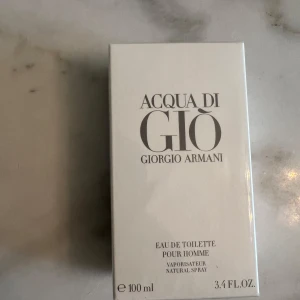 ACQUA DI
GIÒ
GIORGIO ARMANI
EAU DE TOILETTE
POUR HOMME
VAPORISATEUR
NATURAL SPRAY
℮ 100 ml 3.4 FL.OZ.